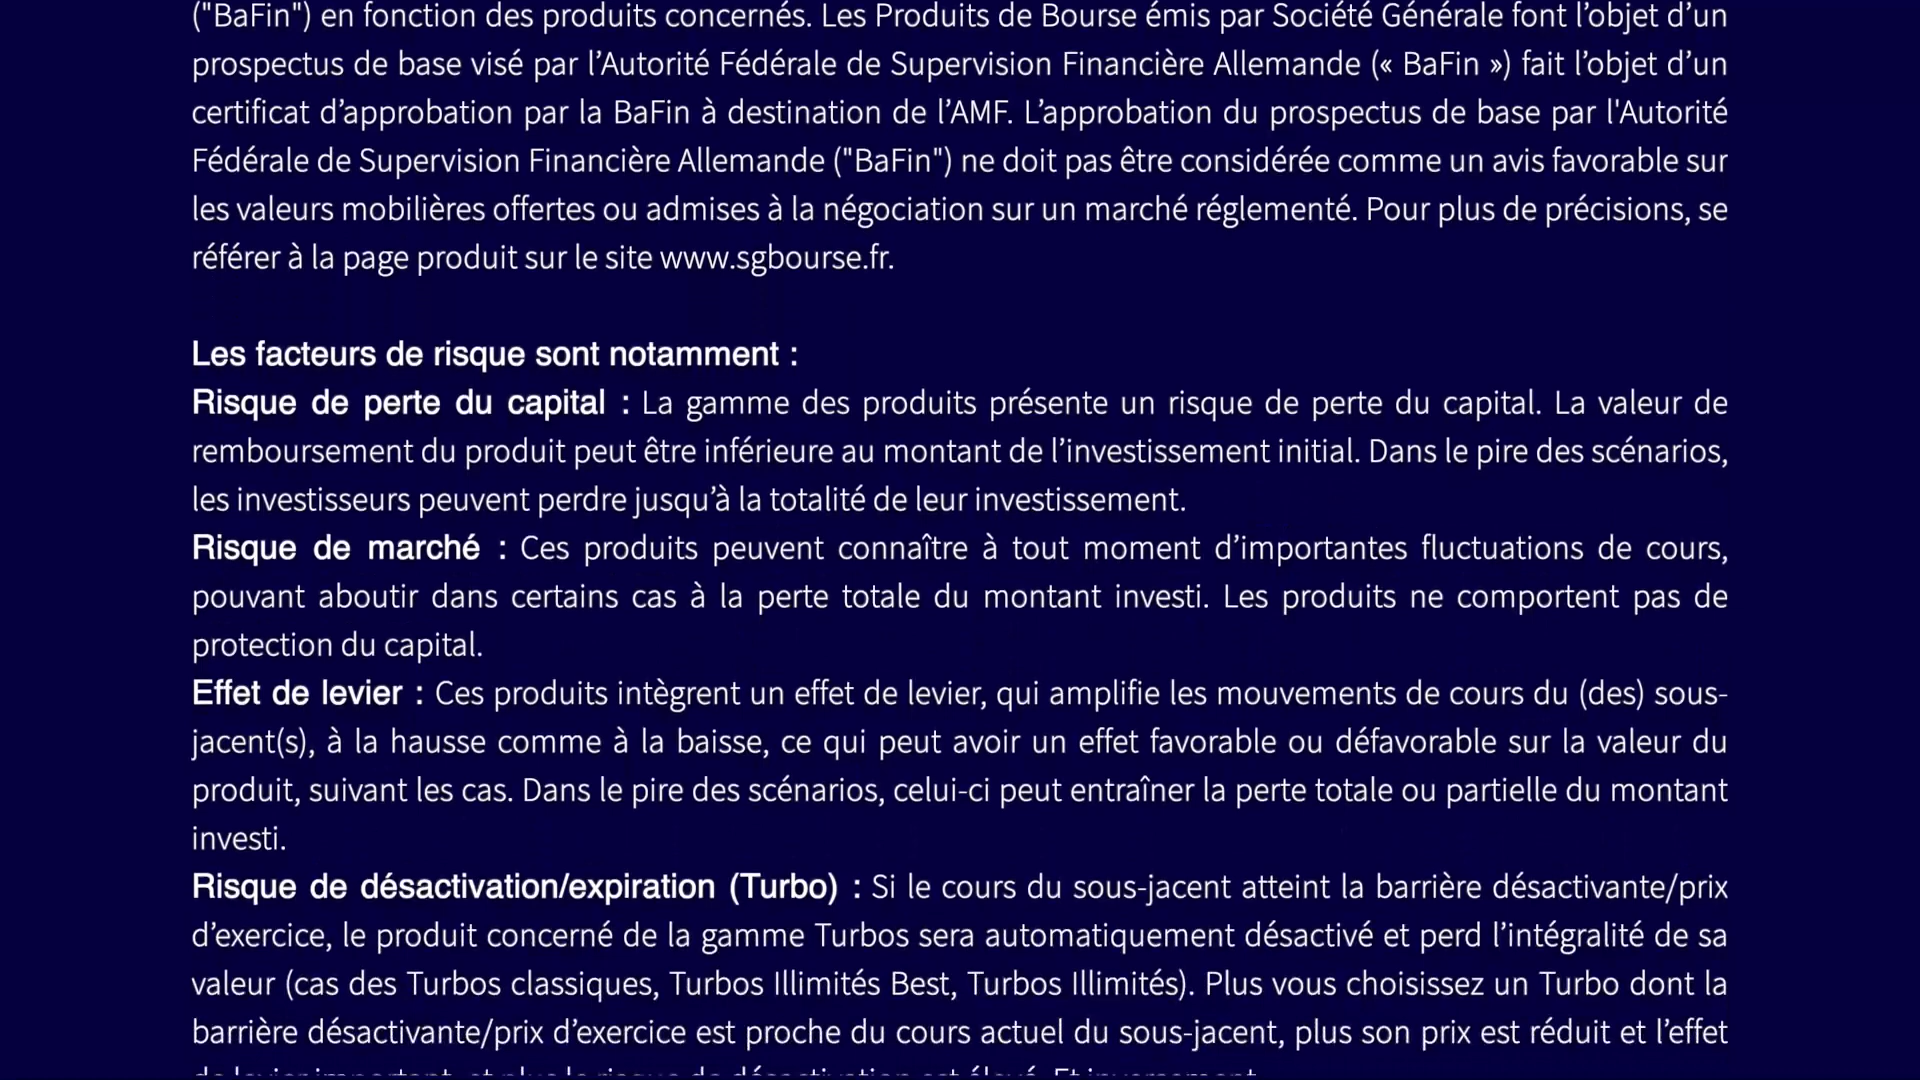 ("BaFin") en fonction des produits concernés. Les Produits de Bourse émis par Société Générale font l’objet d’un
prospectus de base visé par l’Autorité Fédérale de Supervision Financière Allemande (« BaFin ») fait l’objet d’un
certificat d’approbation par la BaFin à destination de l’AMF. L’approbation du prospectus de base par l'Autorité
Fédérale de Supervision Financière Allemande ("BaFin") ne doit pas être considérée comme un avis favorable sur
les valeurs mobilières offertes ou admises à la négociation sur un marché réglementé. Pour plus de précisions, se
référer à la page produit sur le site www.sgbourse.fr.
Les facteurs de risque sont notamment :
Risque de perte du capital : La gamme des produits présente un risque de perte du capital. La valeur de
remboursement du produit peut être inférieure au montant de l’investissement initial. Dans le pire des scénarios,
les investisseurs peuvent perdre jusqu’à la totalité de leur investissement.
Risque de marché : Ces produits peuvent connaître à tout moment d’importantes fluctuations de cours,
pouvant aboutir dans certains cas à la perte totale du montant investi. Les produits ne comportent pas de
protection du capital.
Effet de levier : Ces produits intègrent un effet de levier, qui amplifie les mouvements de cours du (des) sous-
jacent(s), à la hausse comme à la baisse, ce qui peut avoir un effet favorable ou défavorable sur la valeur du
produit, suivant les cas. Dans le pire des scénarios, celui-ci peut entraîner la perte totale ou partielle du montant
investi.
Risque de désactivation/expiration (Turbo) : Si le cours du sous-jacent atteint la barrière désactivante/prix
d’exercice, le produit concerné de la gamme Turbos sera automatiquement désactivé et perd l’intégralité de sa
valeur (cas des Turbos classiques, Turbos Illimités Best, Turbos Illimités). Plus vous choisissez un Turbo dont la
barrière désactivante/prix d’exercice est proche du cours actuel du sous-jacent, plus son prix est réduit et l’effet
de levier important, et plus le risque de désactivation est élevé. Et inversement.